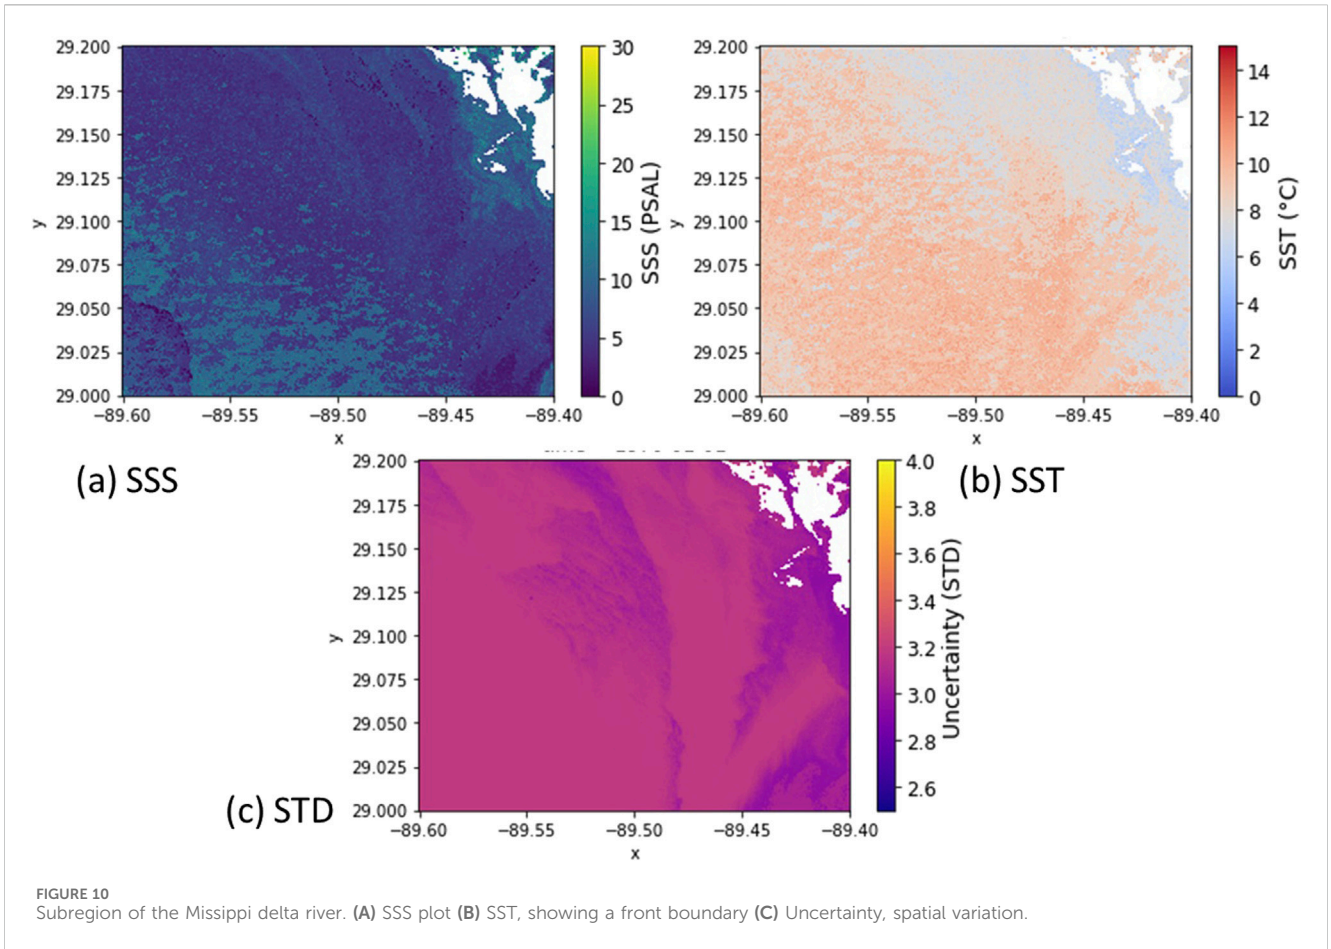 29.200
29.175
29.150
29.125
29.100
29.075
29.050
29.025
29.000
y
−89.60 −89.55 −89.50 −89.45 −89.40
x
30
25
20
15
10
5
0
SSS (PSAL)
(a) SSS
29.200
29.175
29.150
29.125
29.100
29.075
29.050
29.025
29.000
y
−89.60 −89.55 −89.50 −89.45 −89.40
x
14
12
10
8
6
4
2
0
SST (°C)
(b) SST
29.200
29.175
29.150
29.125
29.100
29.075
29.050
29.025
29.000
y
−89.60 −89.55 −89.50 −89.45 −89.40
x
4.0
3.8
3.6
3.4
3.2
3.0
2.8
2.6
Uncertainty (STD)
(c) STD
FIGURE 10
Subregion of the Missippi delta river. (A) SSS plot (B) SST, showing a front boundary (C) Uncertainty, spatial variation.